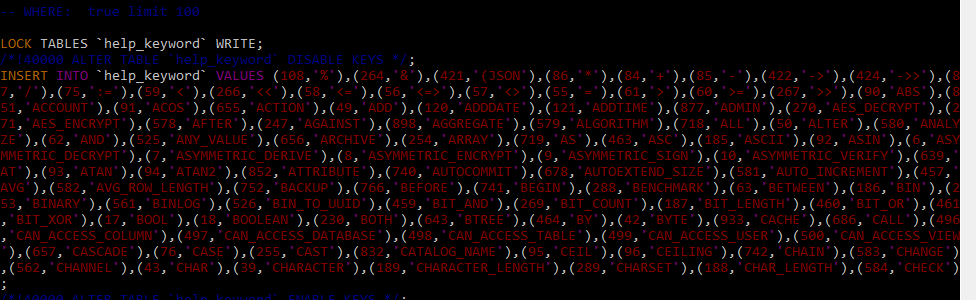 -- WHERE:  true limit 100
LOCK TABLES `help_keyword` WRITE;
/*!40000 ALTER TABLE `help_keyword` DISABLE KEYS */;
INSERT INTO `help_keyword` VALUES (108,'%'),(264,'&'),(421,'(JSON'),(86,'*'),(84,'+'),(85,'-'),(422,'->'),(424,'->>'),(8
7,'/'),(75,':='),(59,'<'),(266,'<<'),(58,'<='),(56,'<=>'),(57,'<>'),(55,'='),(61,'>'),(60,'>='),(267,'>>'),(90,'ABS'),(8
51,'ACCOUNT'),(91,'ACOS'),(655,'ACTION'),(49,'ADD'),(120,'ADDDATE'),(121,'ADDTIME'),(877,'ADMIN'),(270,'AES_DECRYPT'),(2
71,'AES_ENCRYPT'),(578,'AFTER'),(247,'AGAINST'),(898,'AGGREGATE'),(579,'ALGORITHM'),(718,'ALL'),(50,'ALTER'),(580,'ANALY
ZE'),(62,'AND'),(525,'ANY_VALUE'),(656,'ARCHIVE'),(254,'ARRAY'),(719,'AS'),(463,'ASC'),(185,'ASCII'),(92,'ASIN'),(6,'ASY
MMETRIC_DECRYPT'),(7,'ASYMMETRIC_DERIVE'),(8,'ASYMMETRIC_ENCRYPT'),(9,'ASYMMETRIC_SIGN'),(10,'ASYMMETRIC_VERIFY'),(639,'
AT'),(93,'ATAN'),(94,'ATAN2'),(852,'ATTRIBUTE'),(740,'AUTOCOMMIT'),(678,'AUTOEXTEND_SIZE'),(581,'AUTO_INCREMENT'),(457,'
AVG'),(582,'AVG_ROW_LENGTH'),(752,'BACKUP'),(766,'BEFORE'),(741,'BEGIN'),(288,'BENCHMARK'),(63,'BETWEEN'),(186,'BIN'),(2
53,'BINARY'),(561,'BINLOG'),(526,'BIN_TO_UUID'),(459,'BIT_AND'),(269,'BIT_COUNT'),(187,'BIT_LENGTH'),(460,'BIT_OR'),(461
,'BIT_XOR'),(17,'BOOL'),(18,'BOOLEAN'),(230,'BOTH'),(643,'BTREE'),(464,'BY'),(42,'BYTE'),(933,'CACHE'),(686,'CALL'),(496
,'CAN_ACCESS_COLUMN'),(497,'CAN_ACCESS_DATABASE'),(498,'CAN_ACCESS_TABLE'),(499,'CAN_ACCESS_USER'),(500,'CAN_ACCESS_VIEW
'),(657,'CASCADE'),(76,'CASE'),(255,'CAST'),(832,'CATALOG_NAME'),(95,'CEIL'),(96,'CEILING'),(742,'CHAIN'),(583,'CHANGE')
,(562,'CHANNEL'),(43,'CHAR'),(39,'CHARACTER'),(189,'CHARACTER_LENGTH'),(289,'CHARSET'),(188,'CHAR_LENGTH'),(584,'CHECK')
;
/*!40000 ALTER TABLE `help_keyword` ENABLE KEYS */;